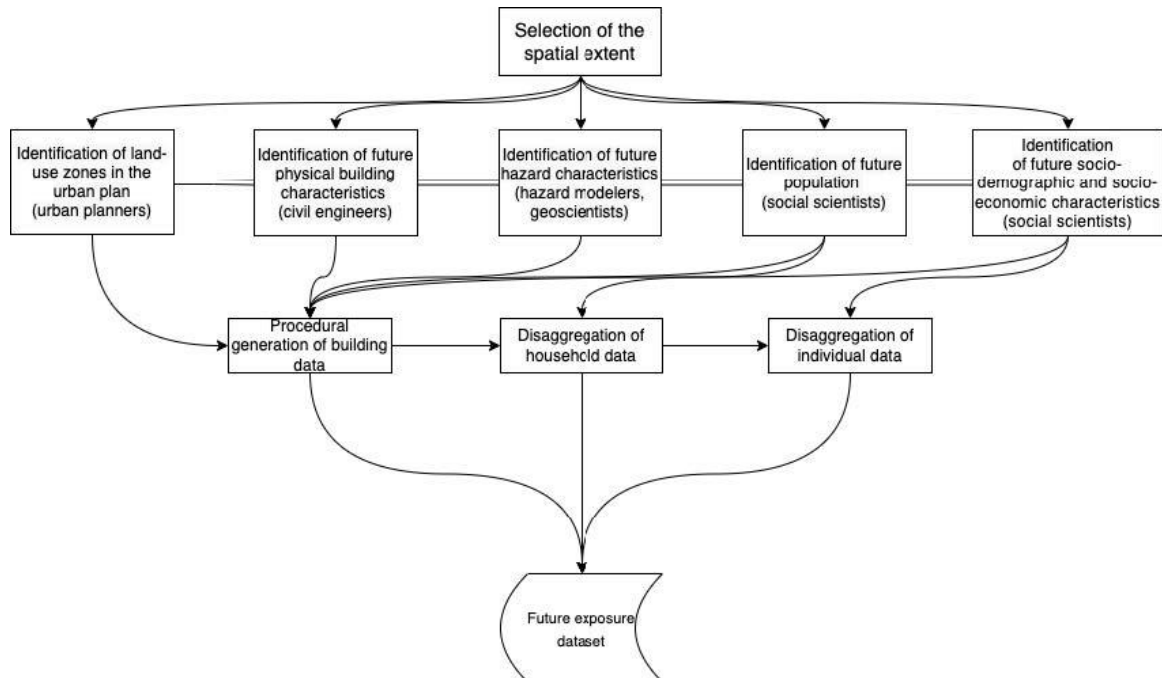 Selection of the
spatial extent
Identification of land-
use zones in the
urban plan
(urban planners)
Identification of future
physical building
characteristics
(civil engineers)
Identification of future
hazard characteristics
(hazard modelers,
geoscientists)
Identification of future
population
(social scientists)
Identification
of future socio-
demographic and socio-
economic characteristics
(social scientists)
Procedural
generation of building
data
Disaggregation of
household data
Disaggregation of
individual data
Future exposure
dataset